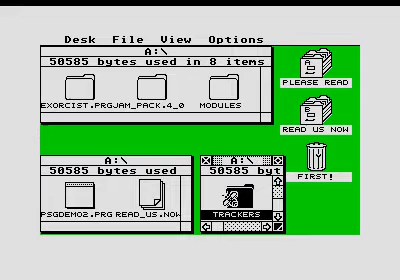 Desk File View Options
A:\
50585 bytes used in 8 items
EXORCIST.PRG JAM_PACK.4_0 MODULES
A
PLEASE READ
B
READ US NOW
FIRST!
A:\
50585 bytes used
PSGDEMO2.PRG READ_US.NOW
A:\
50585 byt
TRACKERS